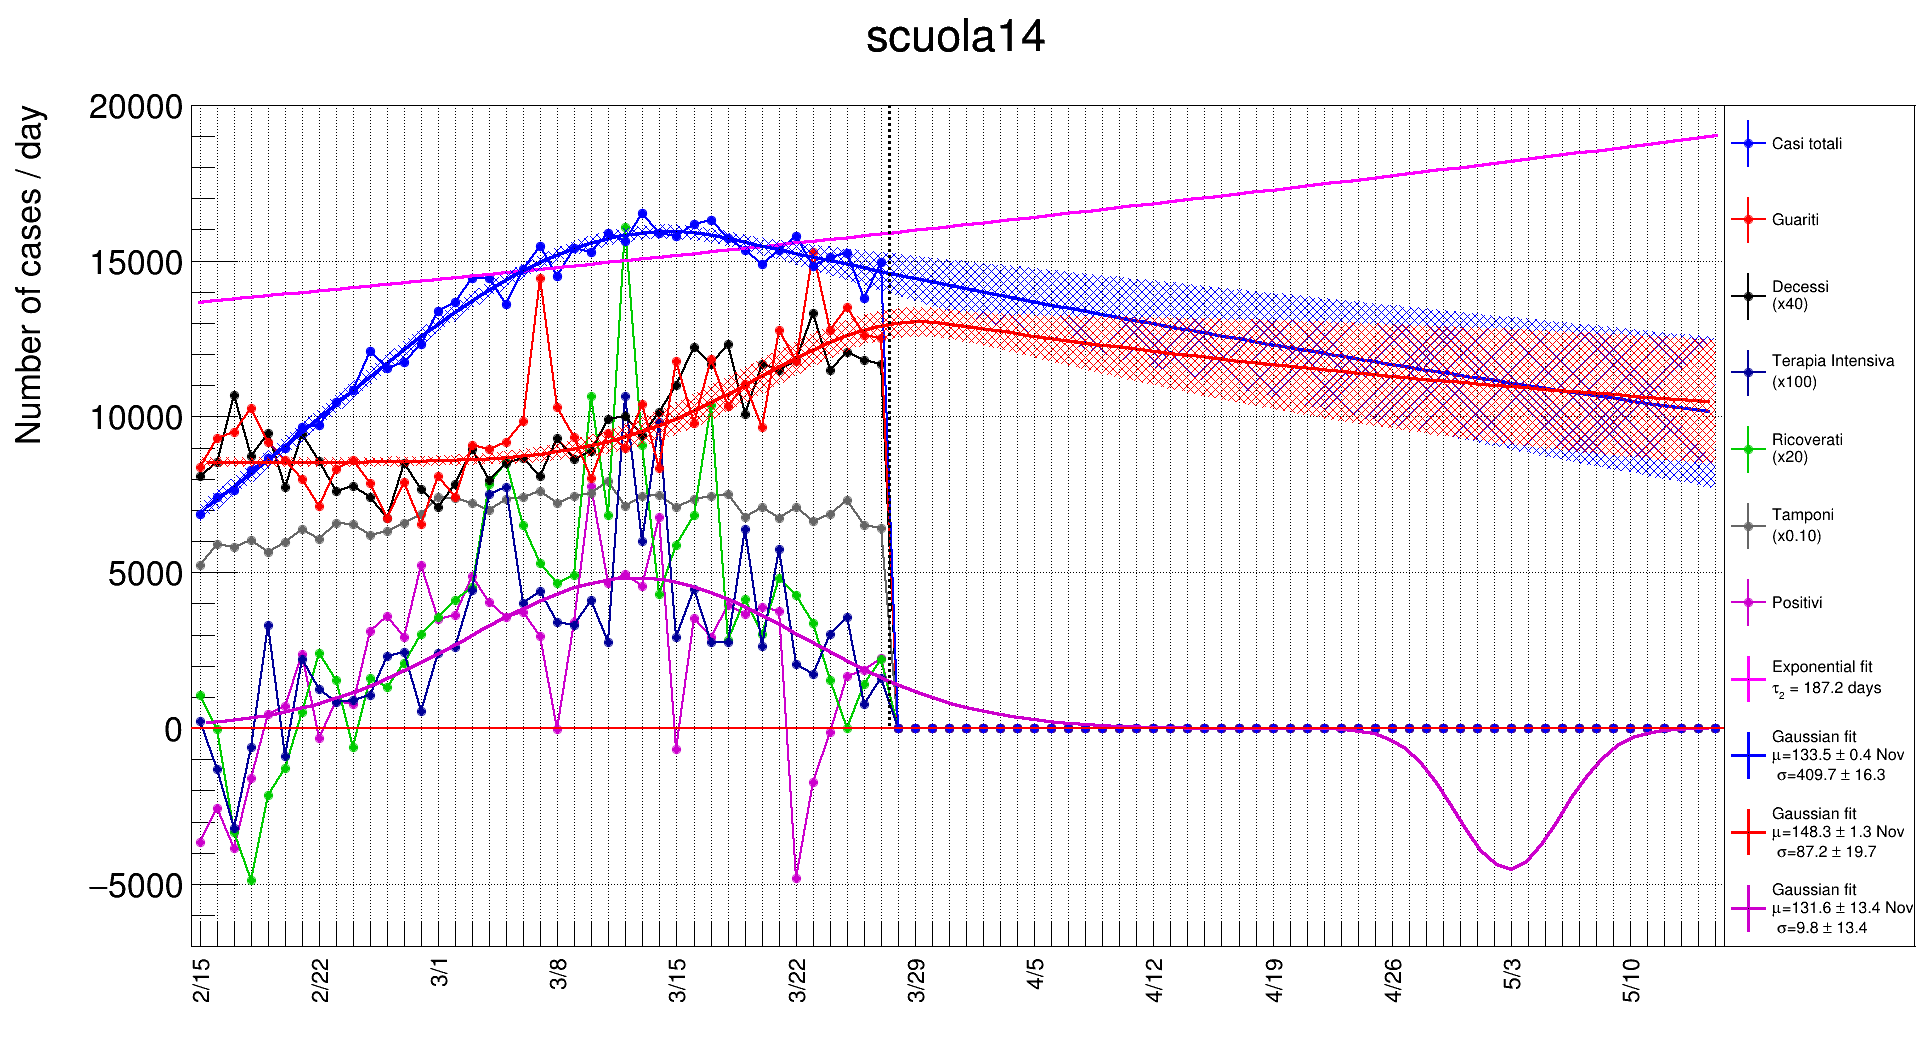 scuola14
Number of cases / day
20000
15000
10000
5000
0
−5000
2/15
2/22
3/1
3/8
3/15
3/22
3/29
4/5
4/12
4/19
4/26
5/3
5/10
Casi totali
Guariti
Decessi
(x40)
Terapia Intensiva
(x100)
Ricoverati
(x20)
Tamponi
(x0.10)
Positivi
Exponential fit
τ2 = 187.2 days
Gaussian fit
μ=133.5 ± 0.4 Nov
σ=409.7 ± 16.3
Gaussian fit
μ=148.3 ± 1.3 Nov
σ=87.2 ± 19.7
Gaussian fit
μ=131.6 ± 13.4 Nov
σ=9.8 ± 13.4